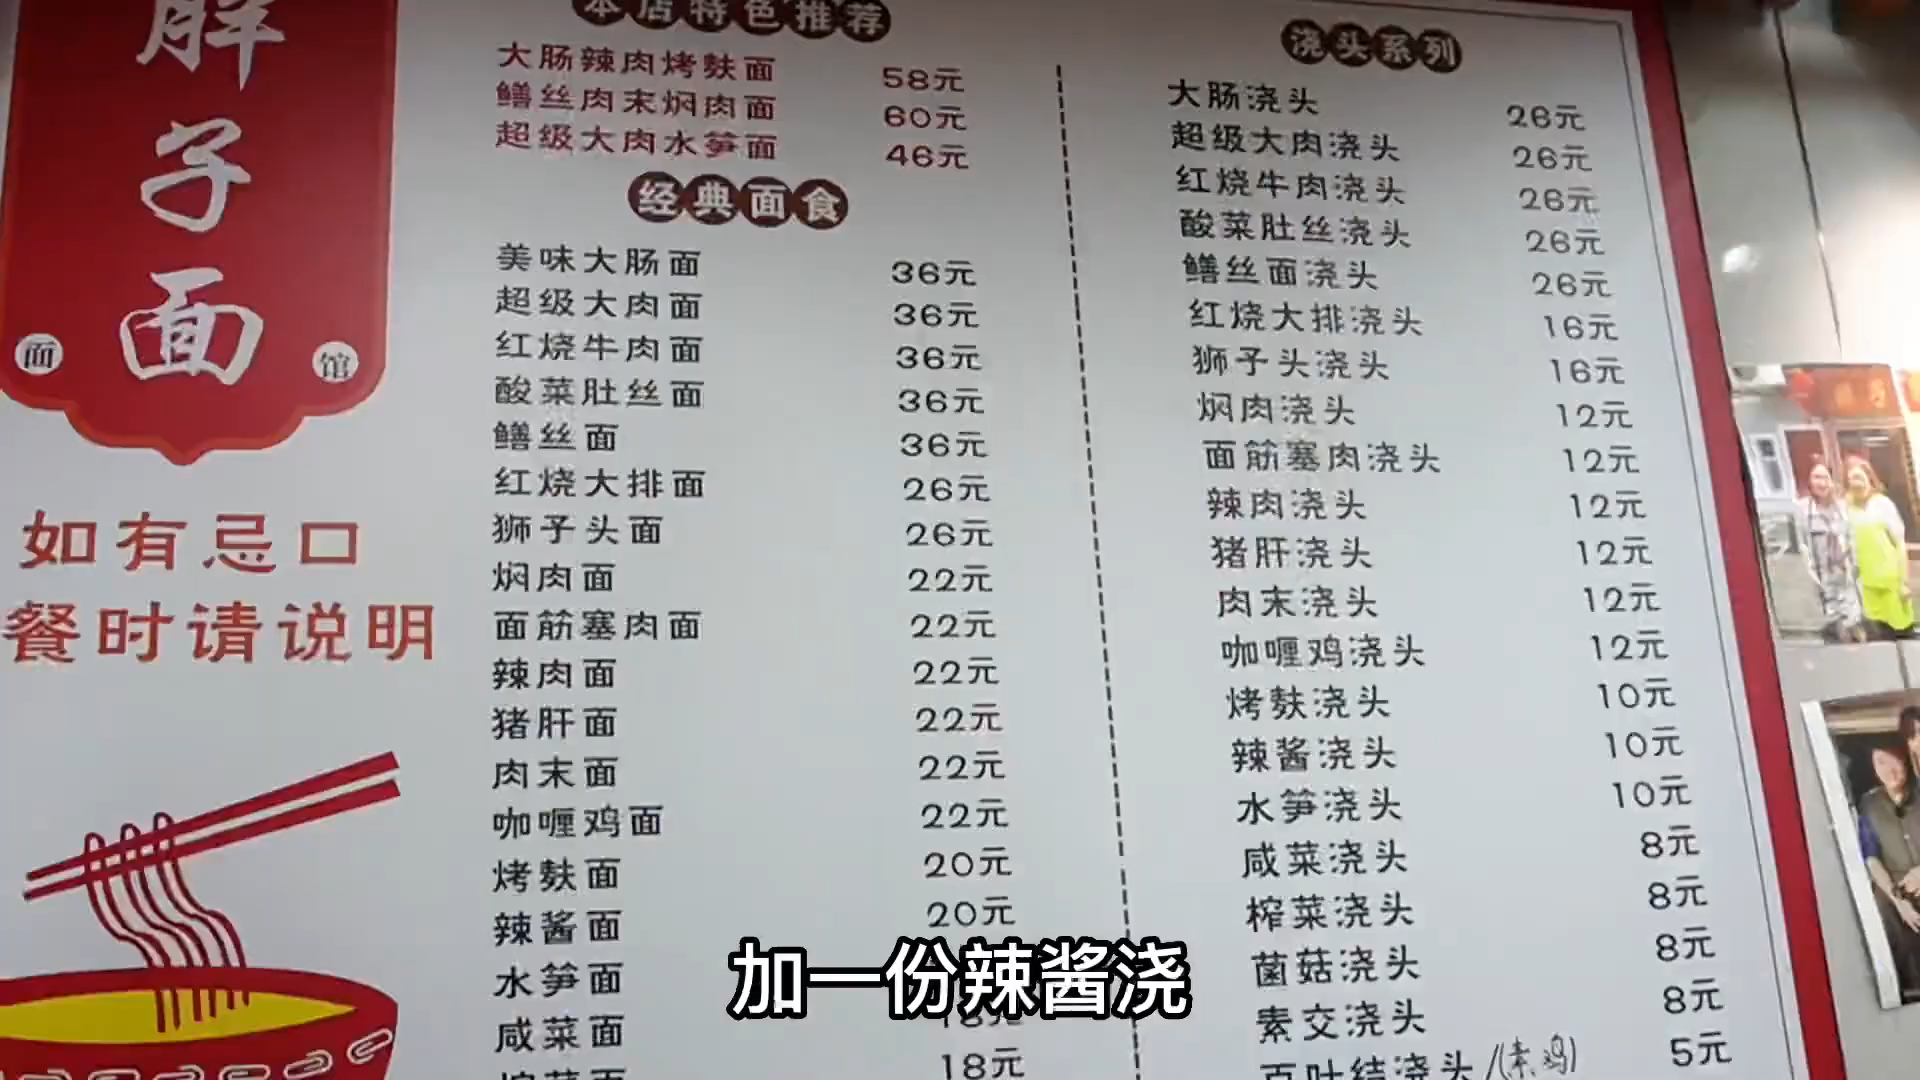 胖
子
面
面 馆
如有忌口
餐时请说明
本店特色推荐
大肠辣肉烤麸面 58元
鳝丝肉末焖肉面 60元
超级大肉水笋面 46元
经典面食
美味大肠面 36元
超级大肉面 36元
红烧牛肉面 36元
酸菜肚丝面 36元
鳝丝面 36元
红烧大排面 26元
狮子头面 26元
焖肉面 22元
面筋塞肉面 22元
辣肉面 22元
猪肝面 22元
肉末面 22元
咖喱鸡面 22元
烤麸面 20元
辣酱面 20元
水笋面
咸菜面 18元
18元
浇头系列
大肠浇头 26元
超级大肉浇头 26元
红烧牛肉浇头 26元
酸菜肚丝浇头 26元
鳝丝面浇头 26元
红烧大排浇头 16元
狮子头浇头 16元
焖肉浇头 12元
面筋塞肉浇头 12元
辣肉浇头 12元
猪肝浇头 12元
肉末浇头 12元
咖喱鸡浇头 12元
烤麸浇头 10元
辣酱浇头 10元
水笋浇头 10元
咸菜浇头 8元
榨菜浇头 8元
菌菇浇头 8元
素交浇头 8元
百叶结浇头/(素鸡) 5元
加一份辣酱浇